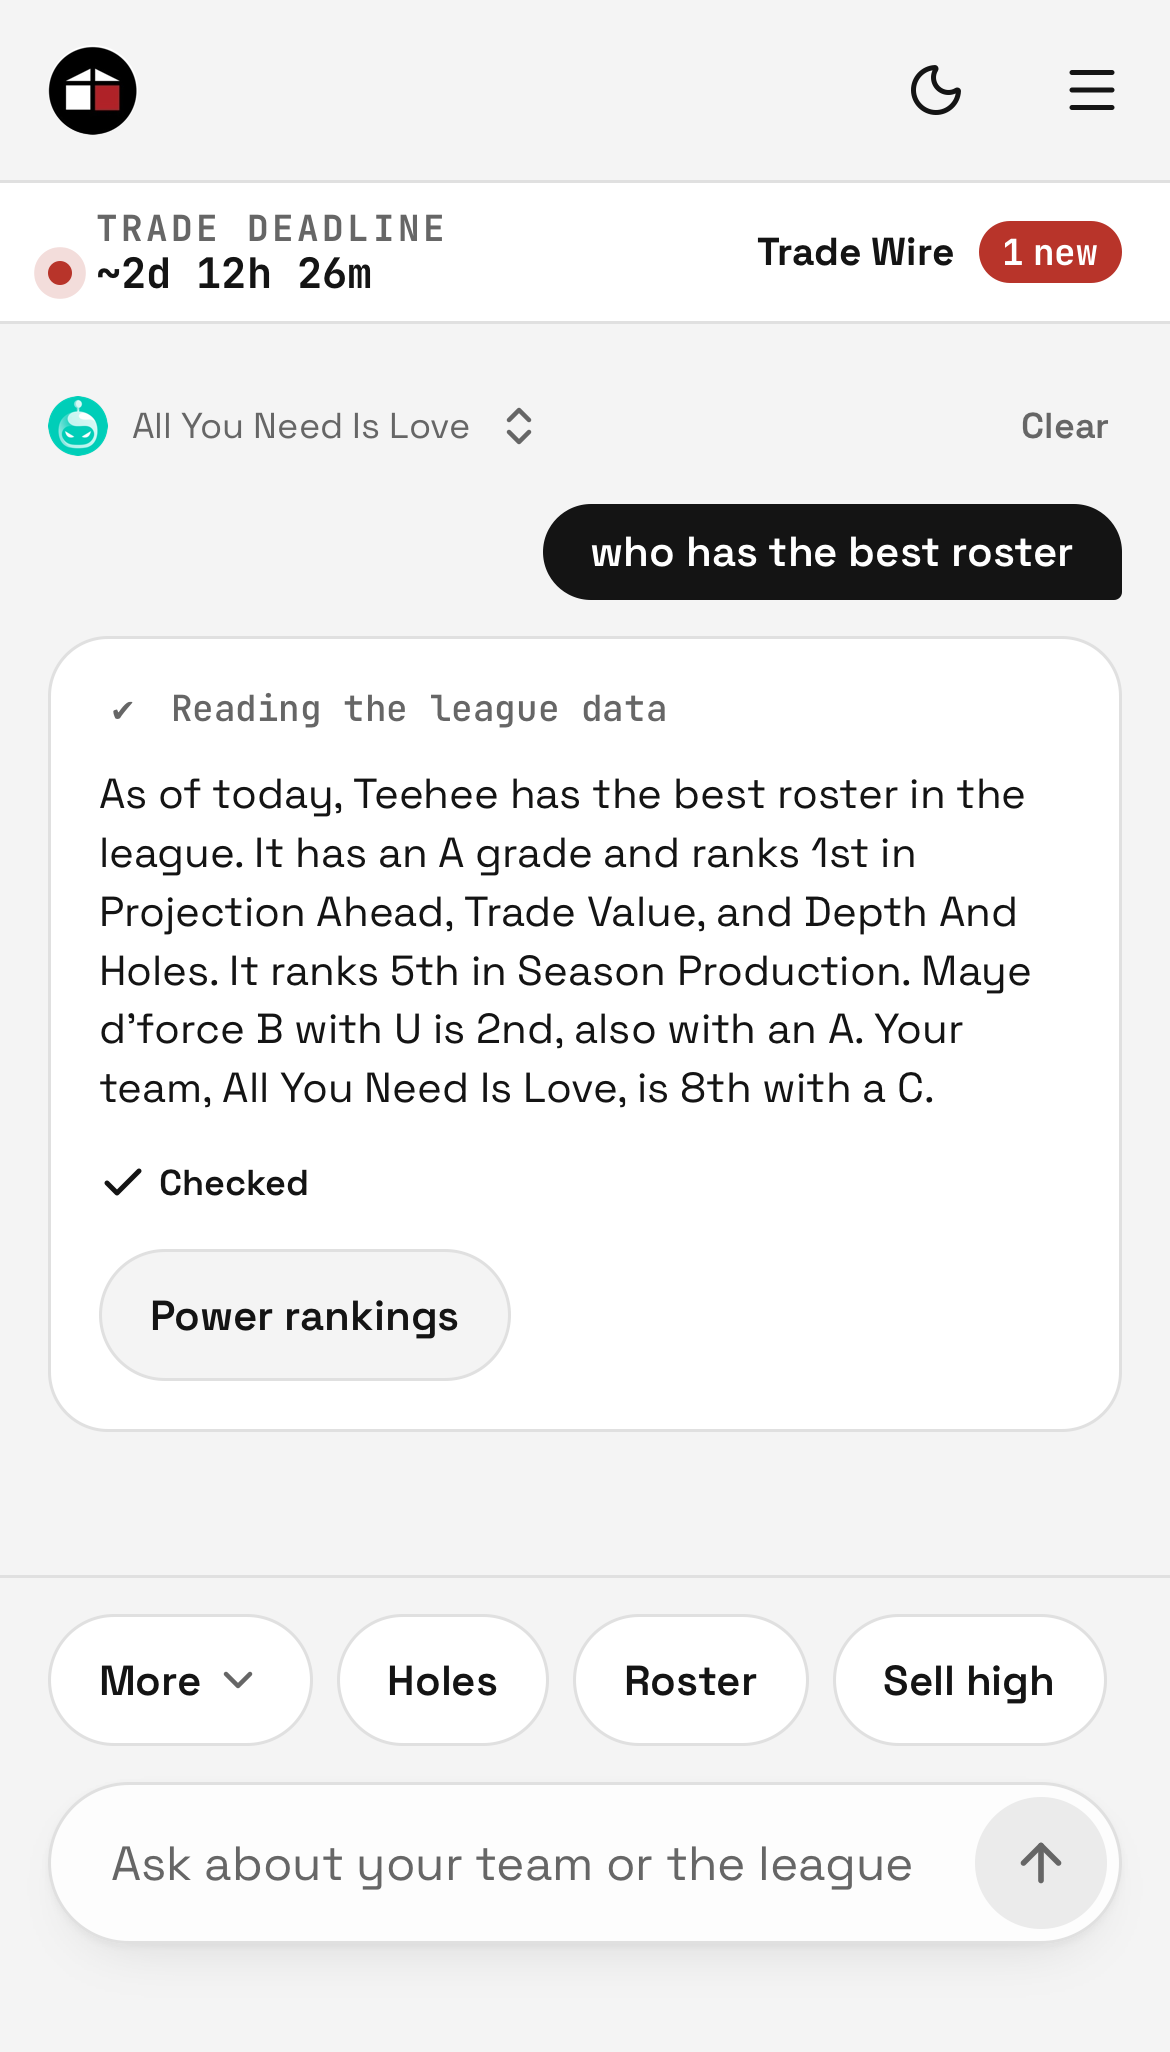 TRADE DEADLINE
~2d 12h 26m
Trade Wire
1 new
All You Need Is Love
Clear
who has the best roster
✔ Reading the league data
As of today, Teehee has the best roster in the
league. It has an A grade and ranks 1st in
Projection Ahead, Trade Value, and Depth And
Holes. It ranks 5th in Season Production. Maye
d’force B with U is 2nd, also with an A. Your
team, All You Need Is Love, is 8th with a C.
Checked
Power rankings
More
Holes
Roster
Sell high
Ask about your team or the league